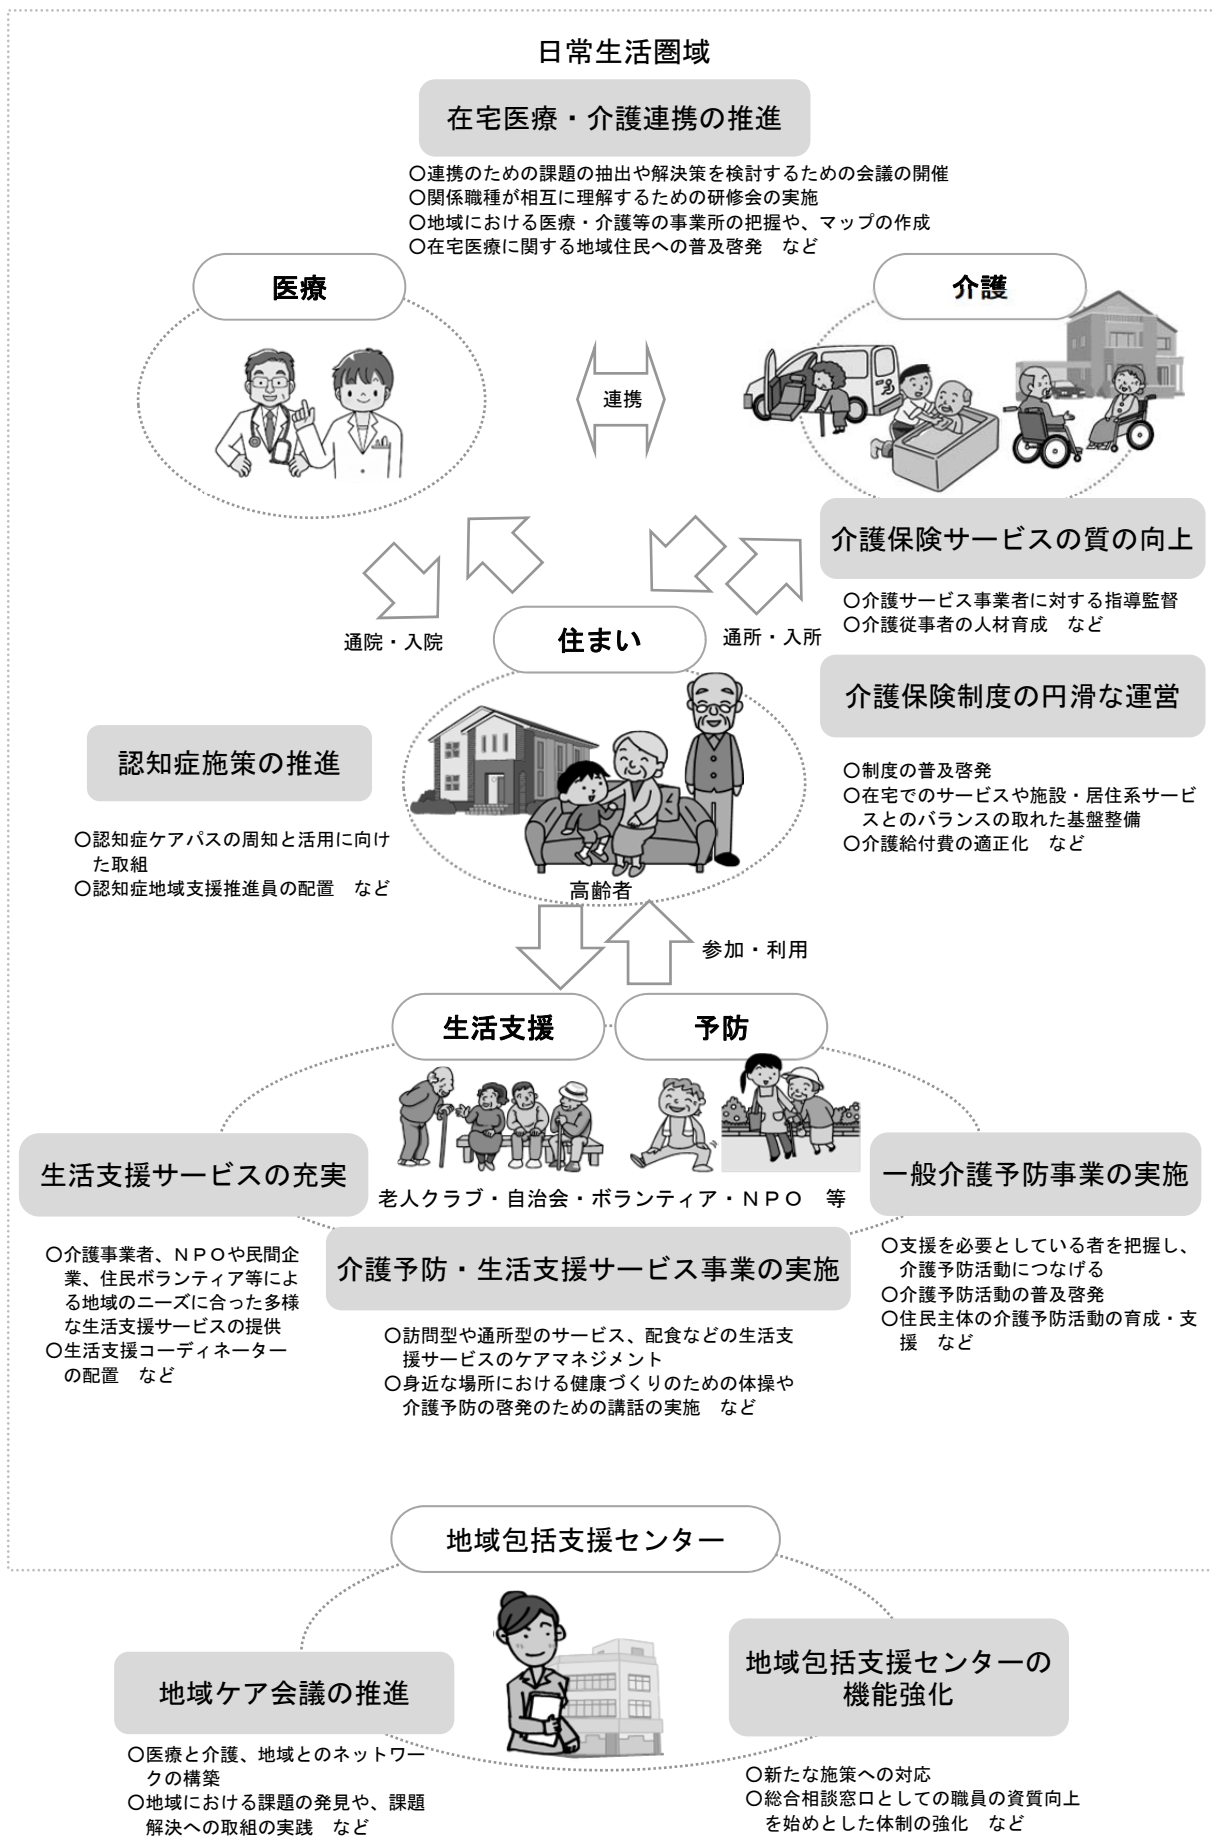 日常生活圏域
在宅医療・介護連携の推進
〇連携のための課題の抽出や解決策を検討するための会議の開催
〇関係職種が相互に理解するための研修会の実施
〇地域における医療・介護等の事業所の把握や、マップの作成
〇在宅医療に関する地域住民への普及啓発　など
医療
介護
連携
介護保険サービスの質の向上
〇介護サービス事業者に対する指導監督
〇介護従事者の人材育成　など
通院・入院
住まい
通所・入所
介護保険制度の円滑な運営
〇制度の普及啓発
〇在宅でのサービスや施設・居住系サービ
スとのバランスの取れた基盤整備
〇介護給付費の適正化　など
認知症施策の推進
〇認知症ケアパスの周知と活用に向け
た取組
〇認知症地域支援推進員の配置　など
高齢者
参加・利用
生活支援
予防
生活支援サービスの充実
老人クラブ・自治会・ボランティア・ＮＰＯ　等
一般介護予防事業の実施
〇介護事業者、ＮＰＯや民間企
業、住民ボランティア等によ
る地域のニーズに合った多様
な生活支援サービスの提供
〇生活支援コーディネーター
の配置　など
介護予防・生活支援サービス事業の実施
〇訪問型や通所型のサービス、配食などの生活支
援サービスのケアマネジメント
〇身近な場所における健康づくりのための体操や
介護予防の啓発のための講話の実施　など
〇支援を必要としている者を把握し、
介護予防活動につなげる
〇介護予防活動の普及啓発
〇住民主体の介護予防活動の育成・支
援　など
地域包括支援センター
地域ケア会議の推進
〇医療と介護、地域とのネットワー
クの構築
〇地域における課題の発見や、課題
解決への取組の実践　など
地域包括支援センターの
機能強化
〇新たな施策への対応
〇総合相談窓口としての職員の資質向上
を始めとした体制の強化　など